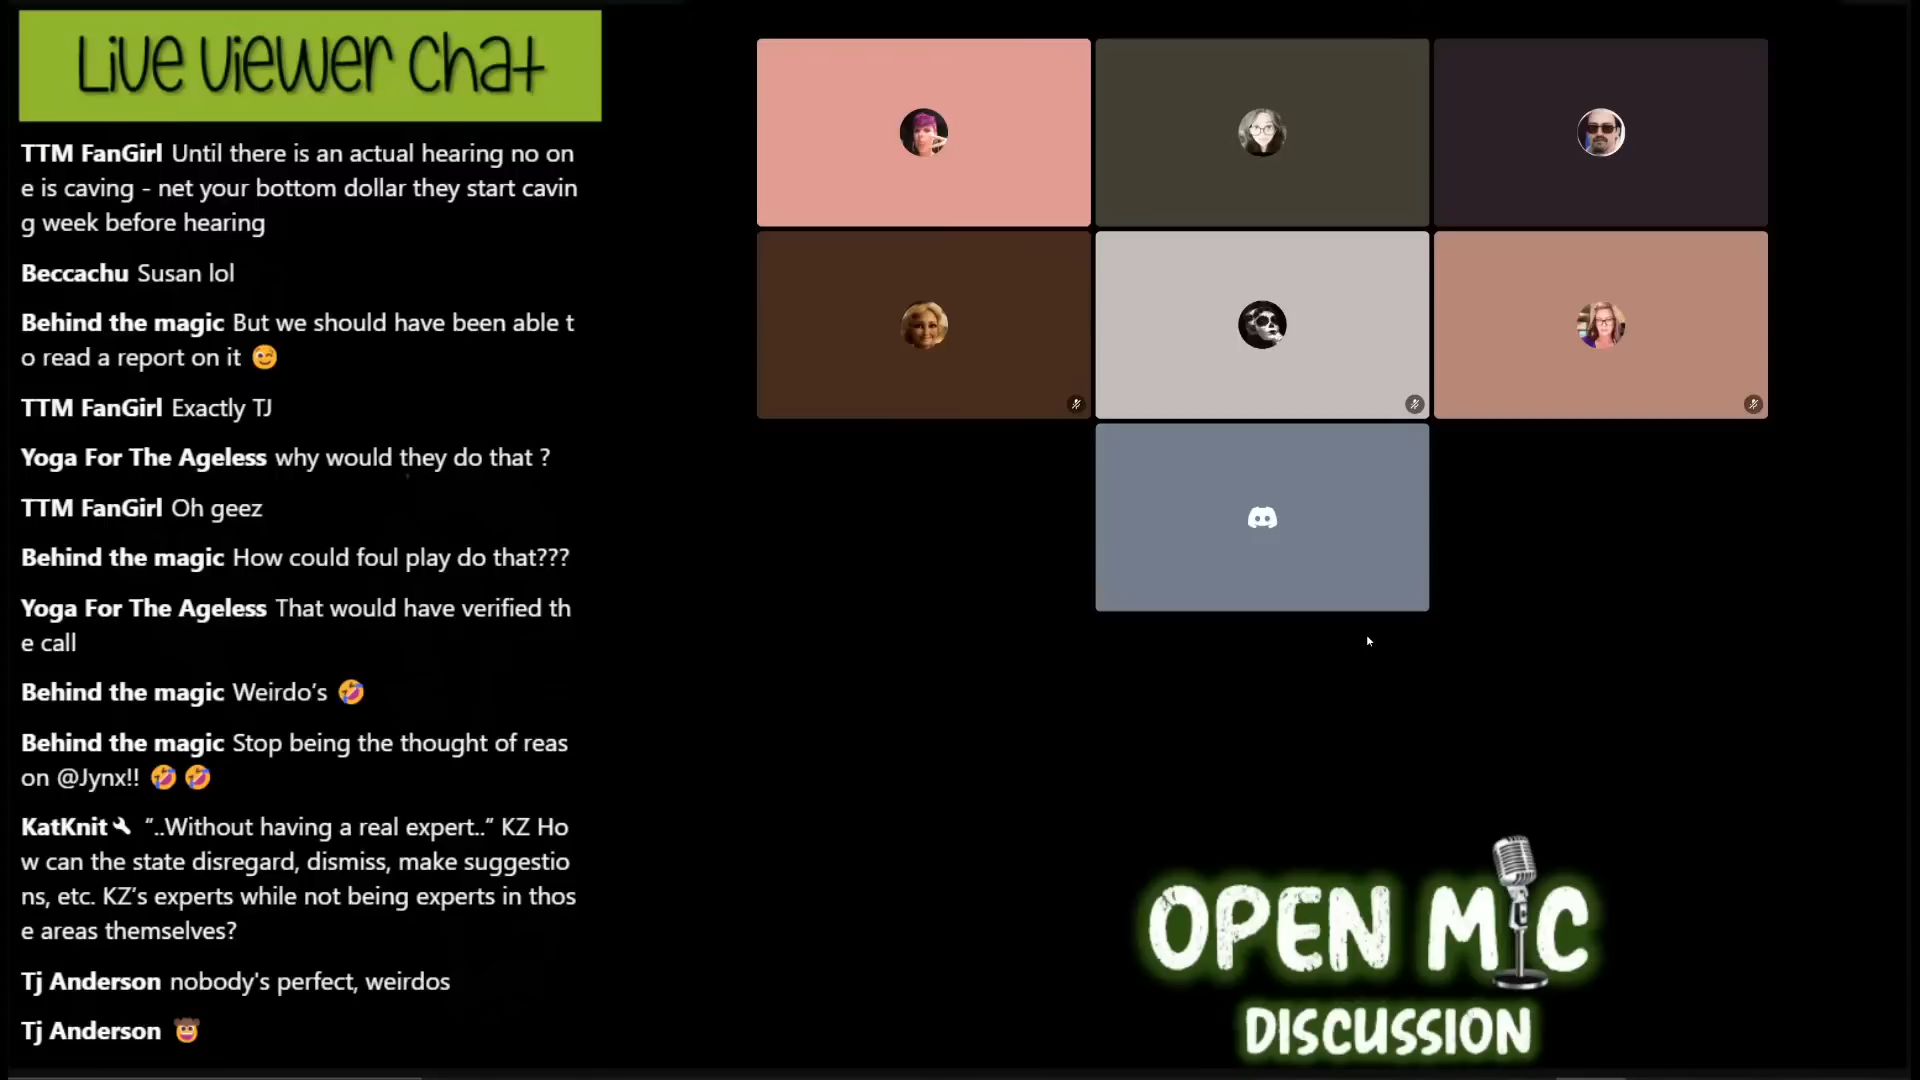 Live Viewer Chat
TTM FanGirl Until there is an actual hearing no on
e is caving - net your bottom dollar they start cavin
g week before hearing
Beccachu Susan lol
Behind the magic But we should have been able t
o read a report on it 😉
TTM FanGirl Exactly TJ
Yoga For The Ageless why would they do that ?
TTM FanGirl Oh geez
Behind the magic How could foul play do that???
Yoga For The Ageless That would have verified th
e call
Behind the magic Weirdo’s 🤣
Behind the magic Stop being the thought of reas
on @Jynx!! 🤣 🤣
KatKnit “..Without having a real expert..” KZ Ho
w can the state disregard, dismiss, make suggestio
ns, etc. KZ’s experts while not being experts in thos
e areas themselves?
Tj Anderson nobody's perfect, weirdos
Tj Anderson 🤠
OPEN MIC
DISCUSSION